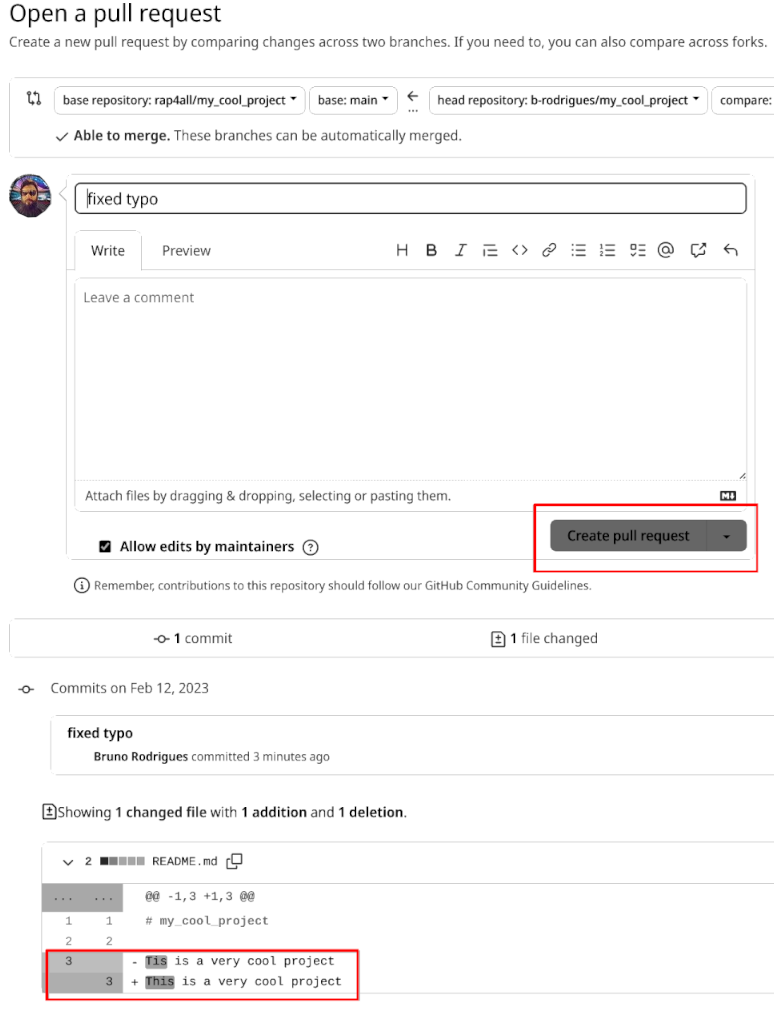 Open a pull request
Create a new pull request by comparing changes across two branches. If you need to, you can also compare across forks.
base repository: rap4all/my_cool_project base: main head repository: b-rodrigues/my_cool_project compare:
Able to merge. These branches can be automatically merged.
fixed typo
Write Preview
Leave a comment
Attach files by dragging & dropping, selecting or pasting them.
Allow edits by maintainers
Create pull request
Remember, contributions to this repository should follow our GitHub Community Guidelines.
1 commit 1 file changed
Commits on Feb 12, 2023
fixed typo
Bruno Rodrigues committed 3 minutes ago
Showing 1 changed file with 1 addition and 1 deletion.
2 README.md
... ... @@ -1,3 +1,3 @@
1 1 # my_cool_project
2 2
3 - Tis is a very cool project
3 + This is a very cool project